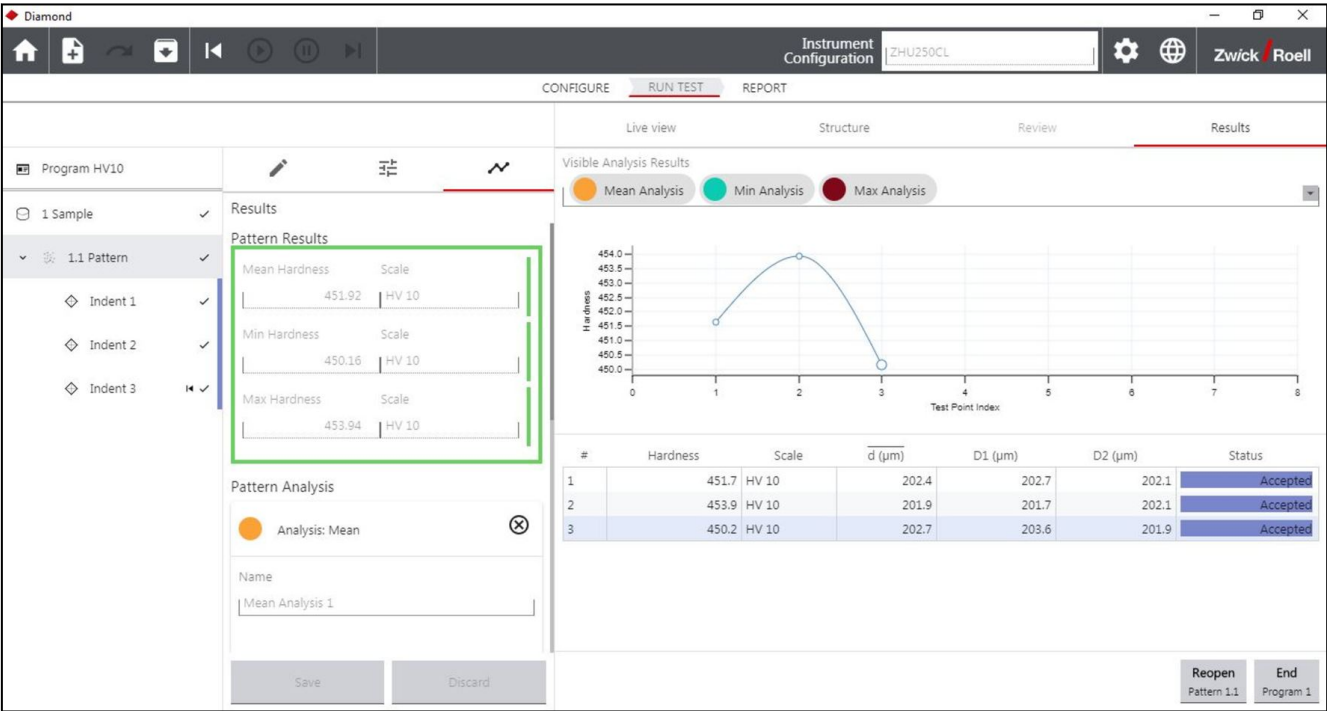 Diamond
Instrument Configuration ZHU250CL
Zwick Roell
CONFIGURE RUN TEST REPORT
Live view Structure Review Results
Program HV10
1 Sample
1.1 Pattern
Indent 1
Indent 2
Indent 3
Results
Pattern Results
Mean Hardness Scale
451.92 HV 10
Min Hardness Scale
450.16 HV 10
Max Hardness Scale
453.94 HV 10
Pattern Analysis
Analysis: Mean
Name
Mean Analysis 1
Save Discard
Visible Analysis Results
Mean Analysis Min Analysis Max Analysis
Hardness
454.0
453.5
453.0
452.5
452.0
451.5
451.0
450.5
450.0
0 1 2 3 4 5 6 7 8
Test Point Index
# Hardness Scale d (µm) D1 (µm) D2 (µm) Status
1 451.7 HV 10 202.4 202.7 202.1 Accepted
2 453.9 HV 10 201.9 201.7 202.1 Accepted
3 450.2 HV 10 202.7 203.6 201.9 Accepted
Reopen End
Pattern 1.1 Program 1